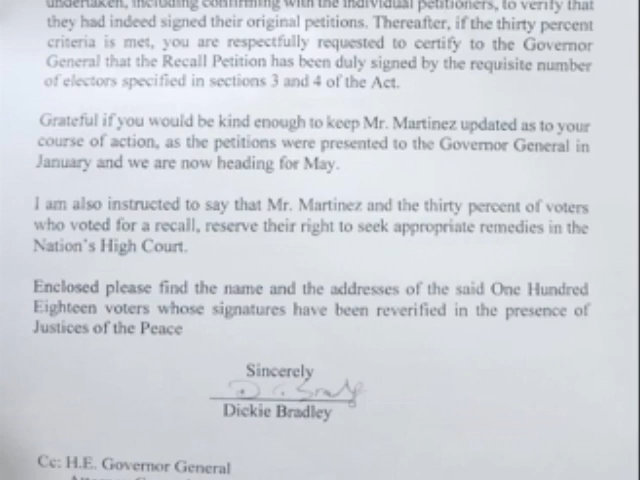 undertaken, including confirming with the individual petitioners, to verify that
they had indeed signed their original petitions. Thereafter, if the thirty percent
criteria is met, you are respectfully requested to certify to the Governor
General that the Recall Petition has been duly signed by the requisite number
of electors specified in sections 3 and 4 of the Act.
Grateful if you would be kind enough to keep Mr. Martinez updated as to your
course of action, as the petitions were presented to the Governor General in
January and we are now heading for May.
I am also instructed to say that Mr. Martinez and the thirty percent of voters
who voted for a recall, reserve their right to seek appropriate remedies in the
Nation's High Court.
Enclosed please find the name and the addresses of the said One Hundred
Eighteen voters whose signatures have been reverified in the presence of
Justices of the Peace
Sincerely
D. Bradley
Dickie Bradley
Cc: H.E. Governor General